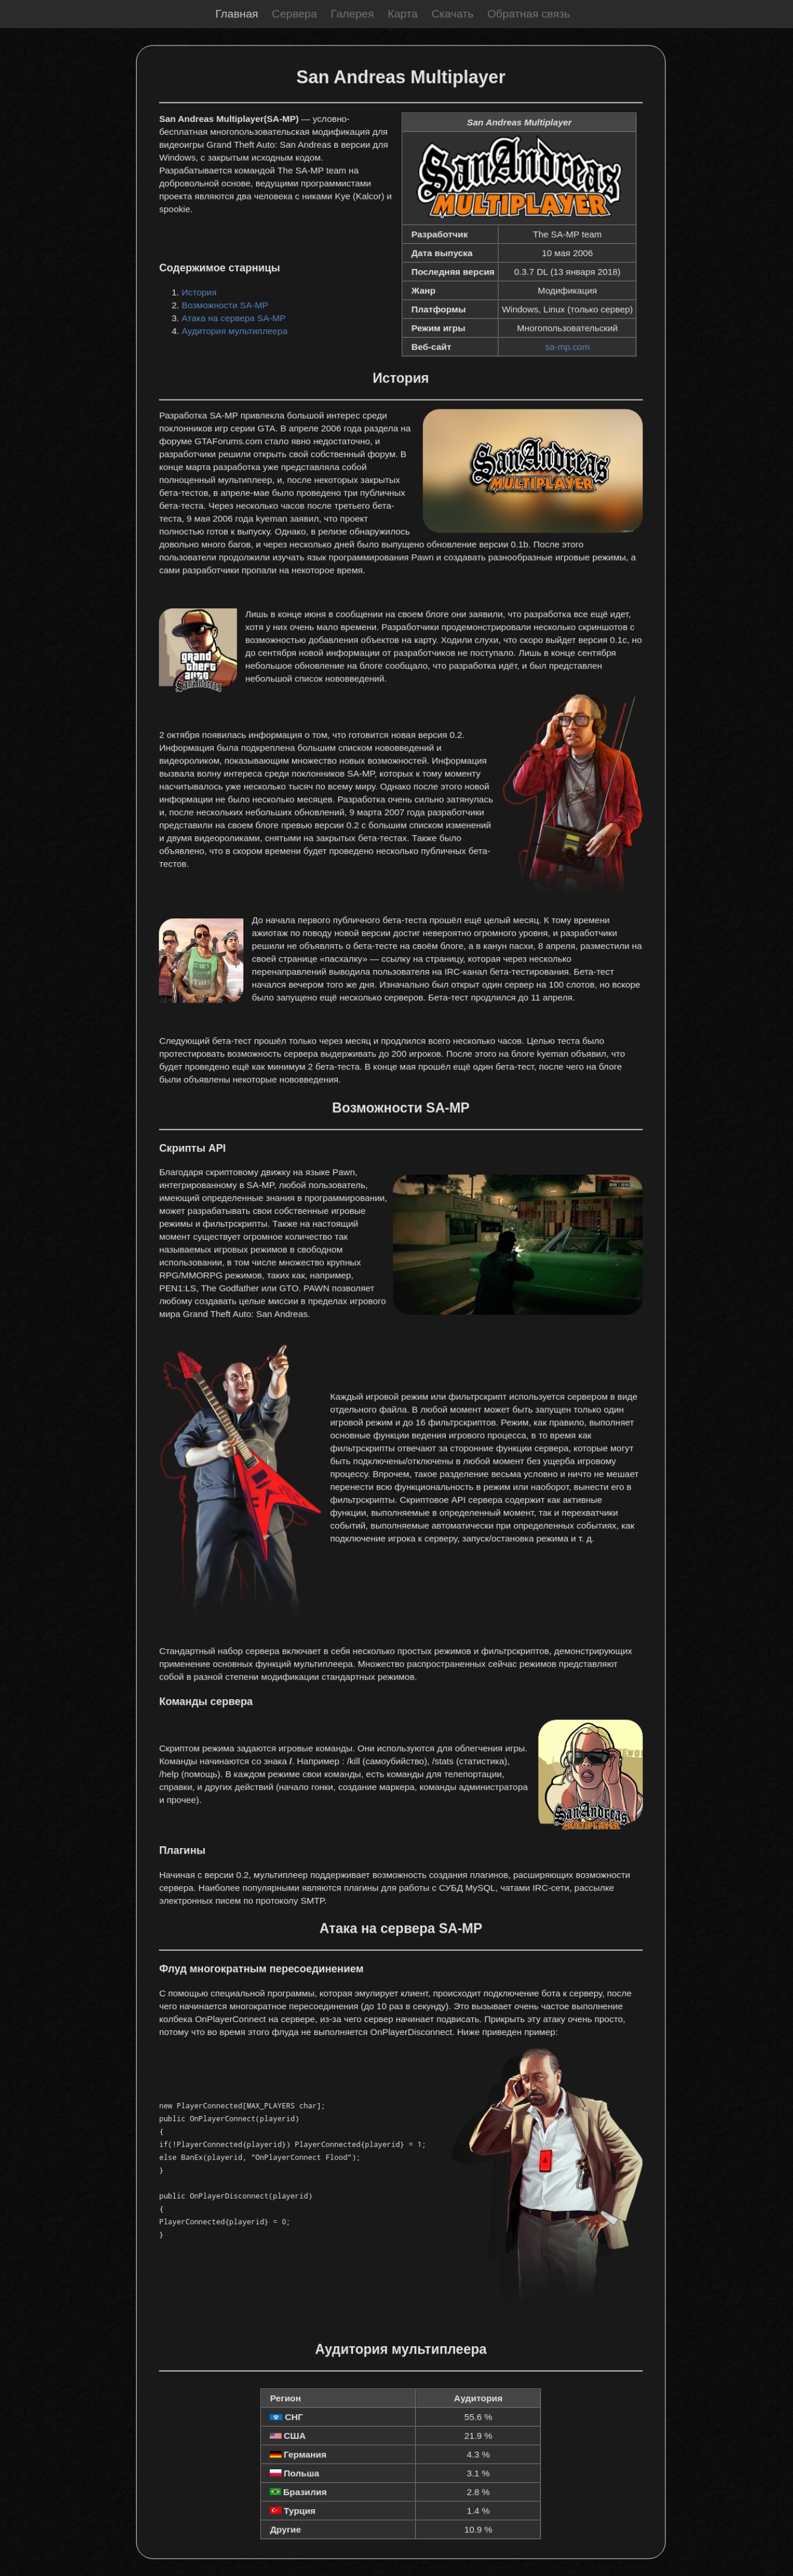 Главная Сервера Галерея Карта Скачать Обратная связь
San Andreas Multiplayer
San Andreas Multiplayer(SA-MP) — условно-
бесплатная многопользовательская модификация для
видеоигры Grand Theft Auto: San Andreas в версии для
Windows, с закрытым исходным кодом.
Разрабатывается командой The SA-MP team на
добровольной основе, ведущими программистами
проекта являются два человека с никами Kye (Kalcor) и
spookie.
Содержимое старницы
1. История
2. Возможности SA-MP
3. Атака на сервера SA-MP
4. Аудитория мультиплеера
San Andreas Multiplayer
San Andreas
MULTIPLAYER
Разработчик The SA-MP team
Дата выпуска 10 мая 2006
Последняя версия 0.3.7 DL (13 января 2018)
Жанр Модификация
Платформы Windows, Linux (только сервер)
Режим игры Многопользовательский
Веб-сайт sa-mp.com
История
Разработка SA-MP привлекла большой интерес среди
поклонников игр серии GTA. В апреле 2006 года раздела на
форуме GTAForums.com стало явно недостаточно, и
разработчики решили открыть свой собственный форум. В
конце марта разработка уже представляла собой
полноценный мультиплеер, и, после некоторых закрытых
бета-тестов, в апреле-мае было проведено три публичных
бета-теста. Через несколько часов после третьего бета-
теста, 9 мая 2006 года kyeman заявил, что проект
полностью готов к выпуску. Однако, в релизе обнаружилось
довольно много багов, и через несколько дней было выпущено обновление версии 0.1b. После этого
пользователи продолжили изучать язык программирования Pawn и создавать разнообразные игровые режимы, а
сами разработчики пропали на некоторое время.
San Andreas
MULTIPLAYER
grand
theft
auto
San Andreas
Лишь в конце июня в сообщении на своем блоге они заявили, что разработка все ещё идет,
хотя у них очень мало времени. Разработчики продемонстрировали несколько скриншотов с
возможностью добавления объектов на карту. Ходили слухи, что скоро выйдет версия 0.1c, но
до сентября новой информации от разработчиков не поступало. Лишь в конце сентября
небольшое обновление на блоге сообщало, что разработка идёт, и был представлен
небольшой список нововведений.
2 октября появилась информация о том, что готовится новая версия 0.2.
Информация была подкреплена большим списком нововведений и
видеороликом, показывающим множество новых возможностей. Информация
вызвала волну интереса среди поклонников SA-MP, которых к тому моменту
насчитывалось уже несколько тысяч по всему миру. Однако после этого новой
информации не было несколько месяцев. Разработка очень сильно затянулась
и, после нескольких небольших обновлений, 9 марта 2007 года разработчики
представили на своем блоге превью версии 0.2 с большим списком изменений
и двумя видеороликами, снятыми на закрытых бета-тестах. Также было
объявлено, что в скором времени будет проведено несколько публичных бета-
тестов.
До начала первого публичного бета-теста прошёл ещё целый месяц. К тому времени
ажиотаж по поводу новой версии достиг невероятно огромного уровня, и разработчики
решили не объявлять о бета-тесте на своём блоге, а в канун пасхи, 8 апреля, разместили на
своей странице «пасхалку» — ссылку на страницу, которая через несколько
перенаправлений выводила пользователя на IRC-канал бета-тестирования. Бета-тест
начался вечером того же дня. Изначально был открыт один сервер на 100 слотов, но вскоре
было запущено ещё несколько серверов. Бета-тест продлился до 11 апреля.
Следующий бета-тест прошёл только через месяц и продлился всего несколько часов. Целью теста было
протестировать возможность сервера выдерживать до 200 игроков. После этого на блоге kyeman объявил, что
будет проведено ещё как минимум 2 бета-теста. В конце мая прошёл ещё один бета-тест, после чего на блоге
были объявлены некоторые нововведения.
Возможности SA-MP
Скрипты API
Благодаря скриптовому движку на языке Pawn,
интегрированному в SA-MP, любой пользователь,
имеющий определенные знания в программировании,
может разрабатывать свои собственные игровые
режимы и фильтрскрипты. Также на настоящий
момент существует огромное количество так
называемых игровых режимов в свободном
использовании, в том числе множество крупных
RPG/MMORPG режимов, таких как, например,
PEN1:LS, The Godfather или GTO. PAWN позволяет
любому создавать целые миссии в пределах игрового
мира Grand Theft Auto: San Andreas.
Каждый игровой режим или фильтрскрипт используется сервером в виде
отдельного файла. В любой момент может быть запущен только один
игровой режим и до 16 фильтрскриптов. Режим, как правило, выполняет
основные функции ведения игрового процесса, в то время как
фильтрскрипты отвечают за сторонние функции сервера, которые могут
быть подключены/отключены в любой момент без ущерба игровому
процессу. Впрочем, такое разделение весьма условно и ничто не мешает
перенести всю функциональность в режим или наоборот, вынести его в
фильтрскрипты. Скриптовое API сервера содержит как активные
функции, выполняемые в определенный момент, так и перехватчики
событий, выполняемые автоматически при определенных событиях, как
подключение игрока к серверу, запуск/остановка режима и т. д.
Стандартный набор сервера включает в себя несколько простых режимов и фильтрскриптов, демонстрирующих
применение основных функций мультиплеера. Множество распространенных сейчас режимов представляют
собой в разной степени модификации стандартных режимов.
Команды сервера
Скриптом режима задаются игровые команды. Они используются для облегчения игры.
Команды начинаются со знака /. Например : /kill (самоубийство), /stats (статистика),
/help (помощь). В каждом режиме свои команды, есть команды для телепортации,
справки, и других действий (начало гонки, создание маркера, команды администратора
и прочее).
San Andreas
MULTIPLAYER
Плагины
Начиная с версии 0.2, мультиплеер поддерживает возможность создания плагинов, расширяющих возможности
сервера. Наиболее популярными являются плагины для работы с СУБД MySQL, чатами IRC-сети, рассылке
электронных писем по протоколу SMTP.
Атака на сервера SA-MP
Флуд многократным пересоединением
С помощью специальной программы, которая эмулирует клиент, происходит подключение бота к серверу, после
чего начинается многократное пересоединения (до 10 раз в секунду). Это вызывает очень частое выполнение
колбека OnPlayerConnect на сервере, из-за чего сервер начинает подвисать. Прикрыть эту атаку очень просто,
потому что во время этого флуда не выполняется OnPlayerDisconnect. Ниже приведен пример:
new PlayerConnected[MAX_PLAYERS char];
public OnPlayerConnect(playerid)
{
if(!PlayerConnected{playerid}) PlayerConnected{playerid} = 1;
else BanEx(playerid, "OnPlayerConnect Flood");
}
public OnPlayerDisconnect(playerid)
{
PlayerConnected{playerid} = 0;
}
Аудитория мультиплеера
Регион Аудитория
СНГ 55.6 %
США 21.9 %
Германия 4.3 %
Польша 3.1 %
Бразилия 2.8 %
Турция 1.4 %
Другие 10.9 %